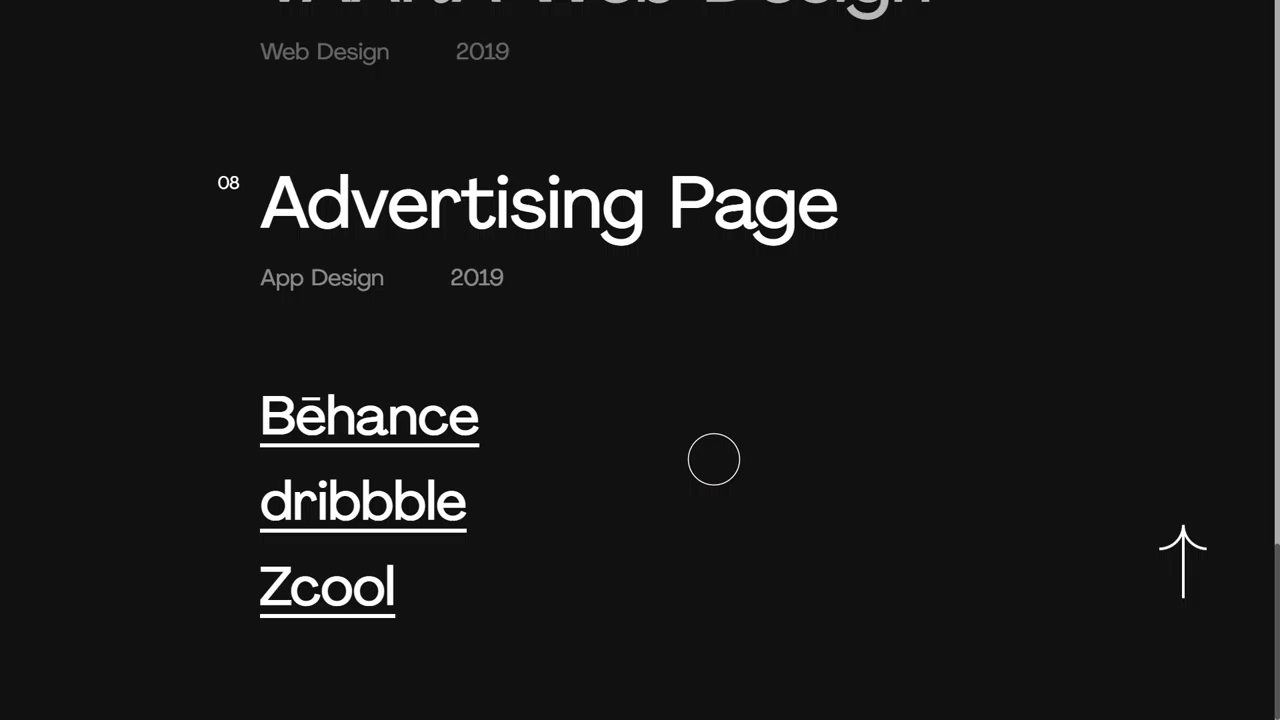 Web Design 2019
08
Advertising Page
App Design 2019
Bēhance
dribbble
Zcool